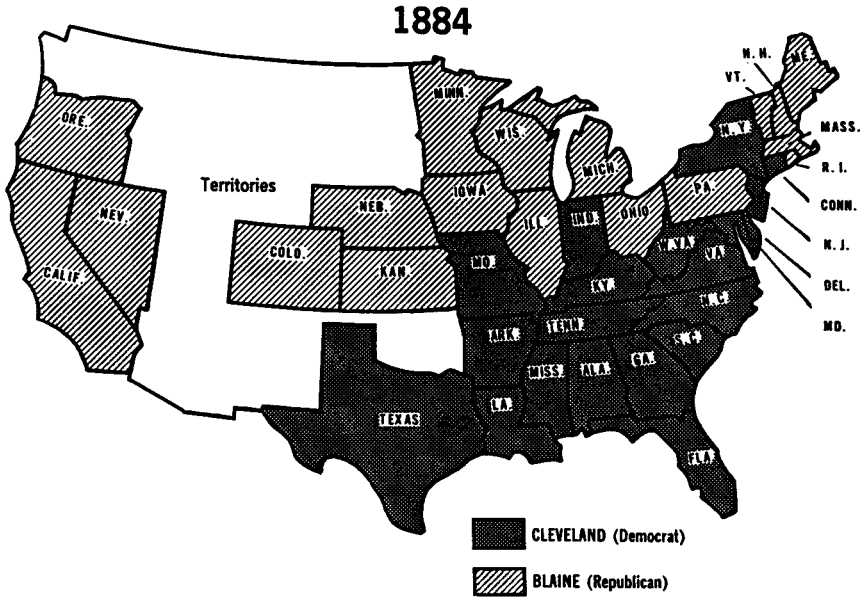 1884
N. H.
VT.
ME.
MINN.
ORE.
WIS.
N.Y.
MASS.
MICH.
R. I.
Territories
IOWA
PA.
NEB.
CONN.
NEV.
ILL.
IND.
OHIO
COLO.
MO.
W.VA.
VA.
N. J.
CALIF.
KAN.
KY.
DEL.
N.C.
MD.
ARK.
TENN.
S.C.
MISS.
ALA.
GA.
LA.
TEXAS
FLA.
CLEVELAND (Democrat)
BLAINE (Republican)